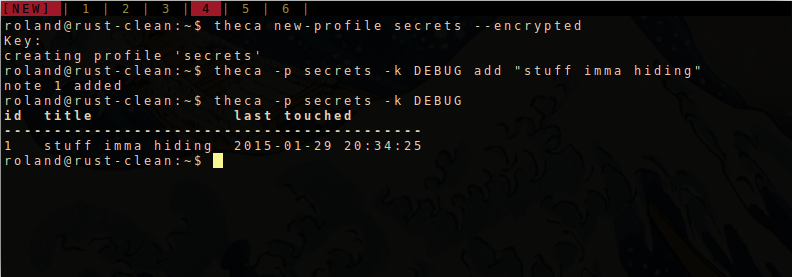 [NEW] | 1 | 2 | 3 | 4 | 5 | 6 |
roland@rust-clean:~$ theca new-profile secrets --encrypted
Key:
creating profile 'secrets'
roland@rust-clean:~$ theca -p secrets -k DEBUG add "stuff imma hiding"
note 1 added
roland@rust-clean:~$ theca -p secrets -k DEBUG
id  title              last touched
------------------------------------------
1   stuff imma hiding  2015-01-29 20:34:25
roland@rust-clean:~$